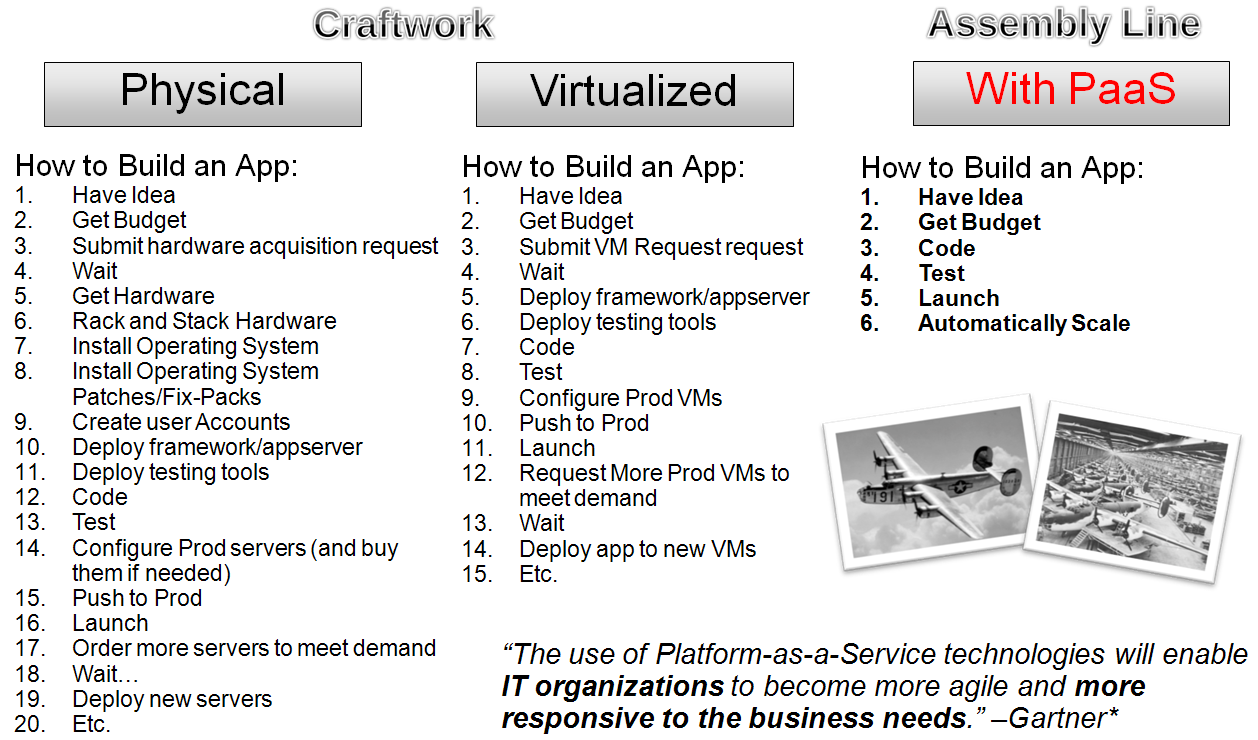 Craftwork
Assembly Line
Physical
Virtualized
With PaaS
How to Build an App:
1. Have Idea
2. Get Budget
3. Submit hardware acquisition request
4. Wait
5. Get Hardware
6. Rack and Stack Hardware
7. Install Operating System
8. Install Operating System
Patches/Fix-Packs
9. Create user Accounts
10. Deploy framework/appserver
11. Deploy testing tools
12. Code
13. Test
14. Configure Prod servers (and buy
them if needed)
15. Push to Prod
16. Launch
17. Order more servers to meet demand
18. Wait…
19. Deploy new servers
20. Etc.
How to Build an App:
1. Have Idea
2. Get Budget
3. Submit VM Request request
4. Wait
5. Deploy framework/appserver
6. Deploy testing tools
7. Code
8. Test
9. Configure Prod VMs
10. Push to Prod
11. Launch
12. Request More Prod VMs to
meet demand
13. Wait
14. Deploy app to new VMs
15. Etc.
How to Build an App:
1. Have Idea
2. Get Budget
3. Code
4. Test
5. Launch
6. Automatically Scale
191
“The use of Platform-as-a-Service technologies will enable
IT organizations to become more agile and more
responsive to the business needs.” –Gartner*